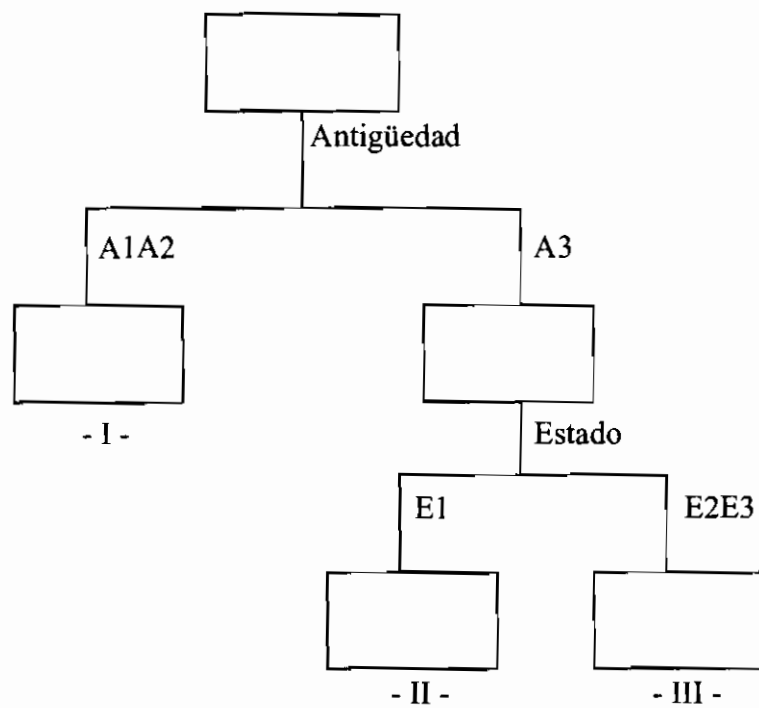 Antigüedad
A1A2
A3
- I -
Estado
E1
E2E3
- II -
- III -